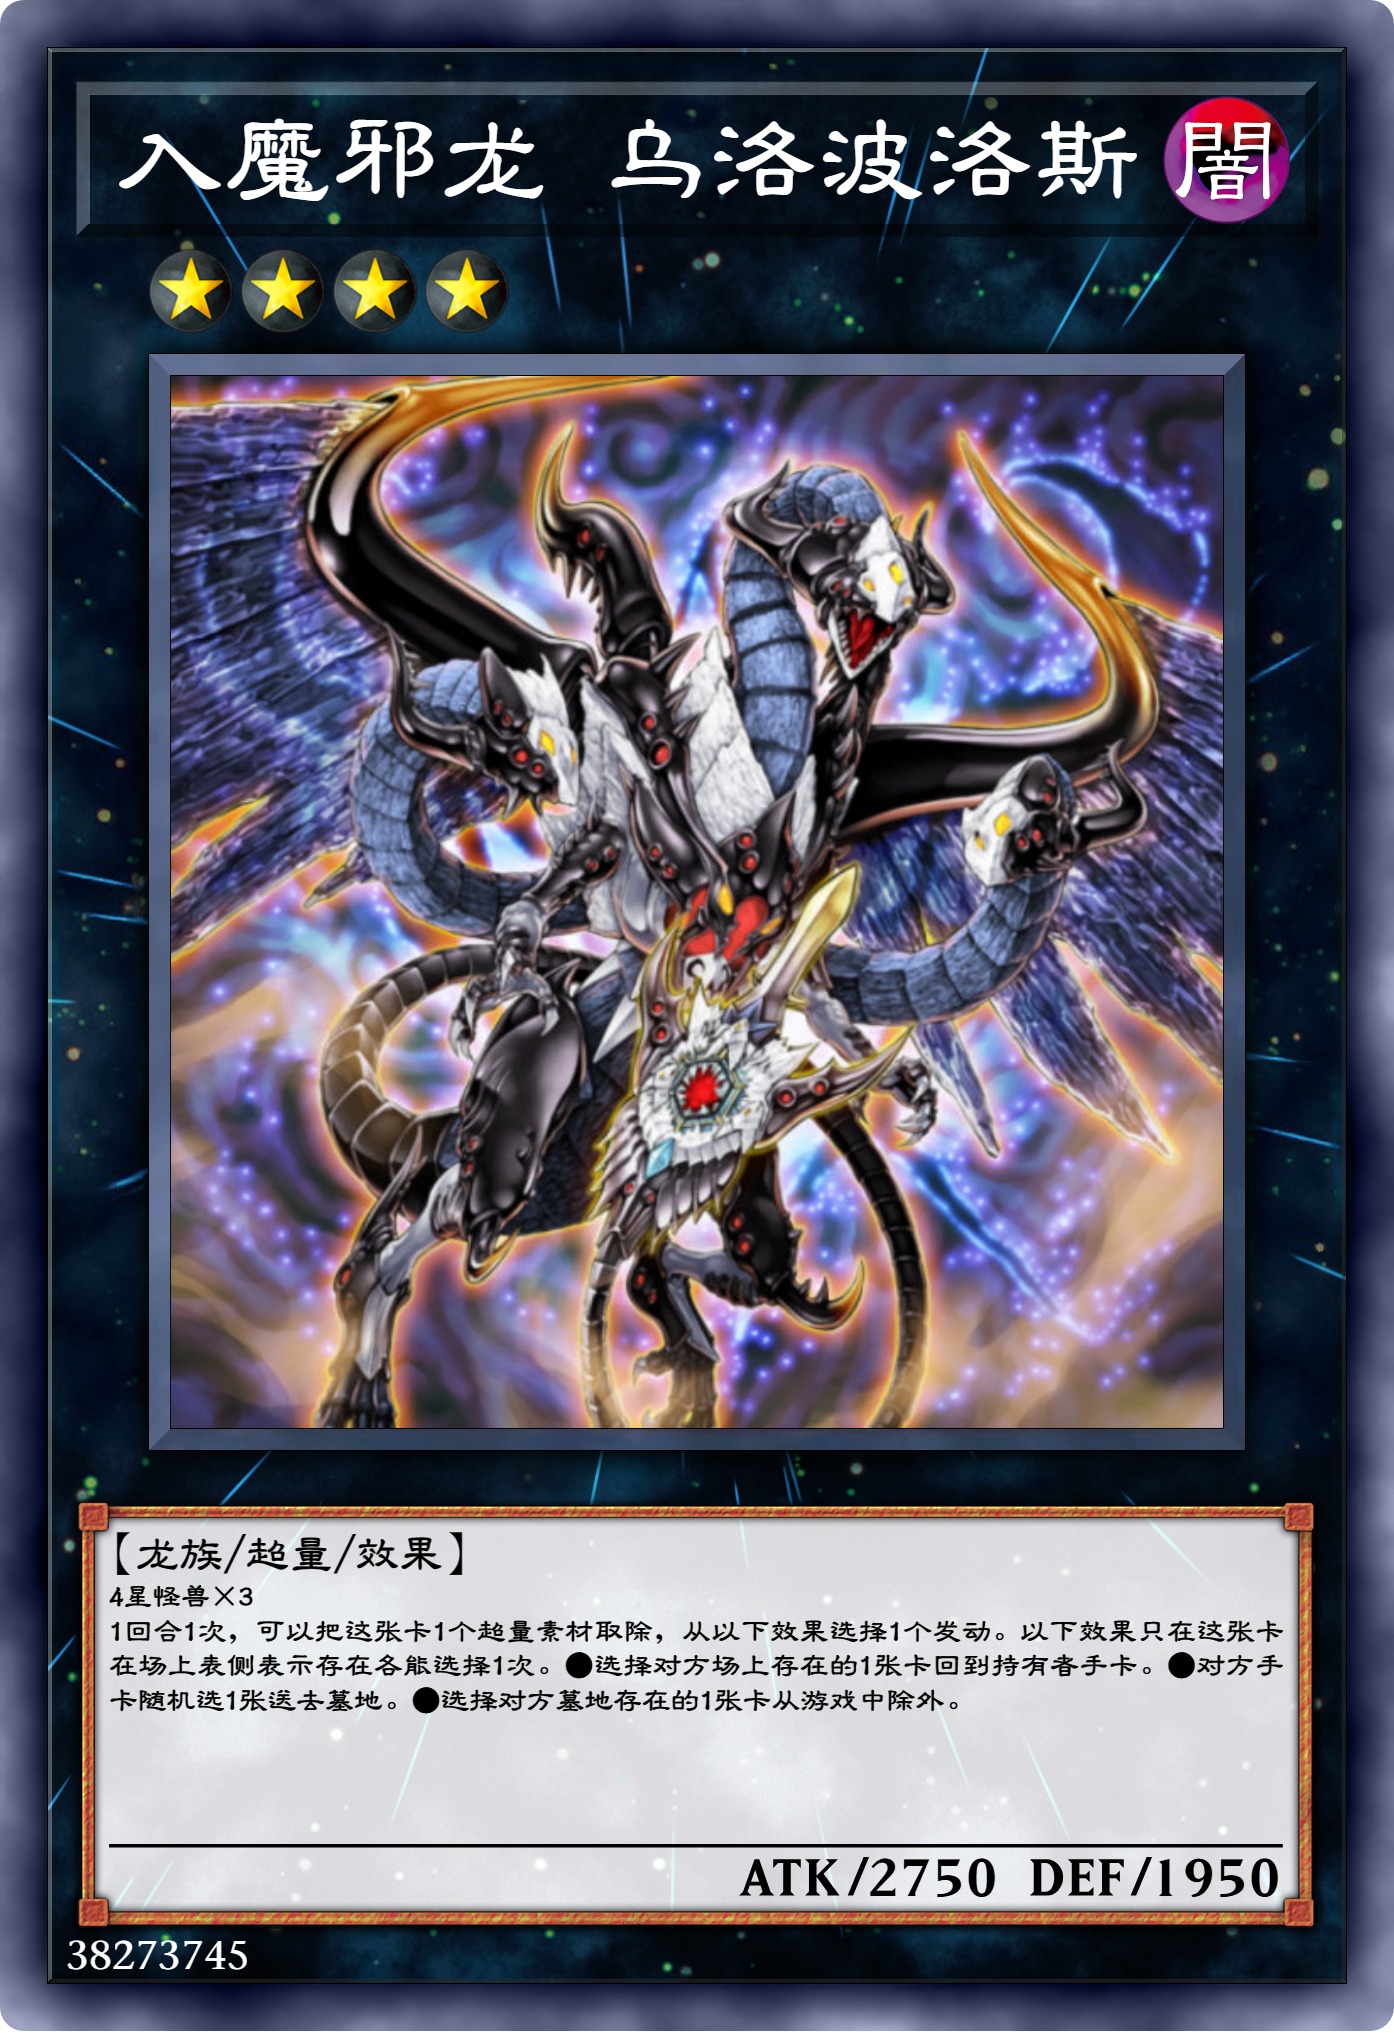 入魔邪龙 乌洛波洛斯 闇
【龙族/超量/效果】
4星怪兽×3
1回合1次，可以把这张卡1个超量素材取除，从以下效果选择1个发动。以下效果只在这张卡
在场上表侧表示存在各能选择1次。●选择对方场上存在的1张卡回到持有者手卡。●对方手
卡随机选1张送去墓地。●选择对方墓地存在的1张卡从游戏中除外。
ATK/2750 DEF/1950
38273745